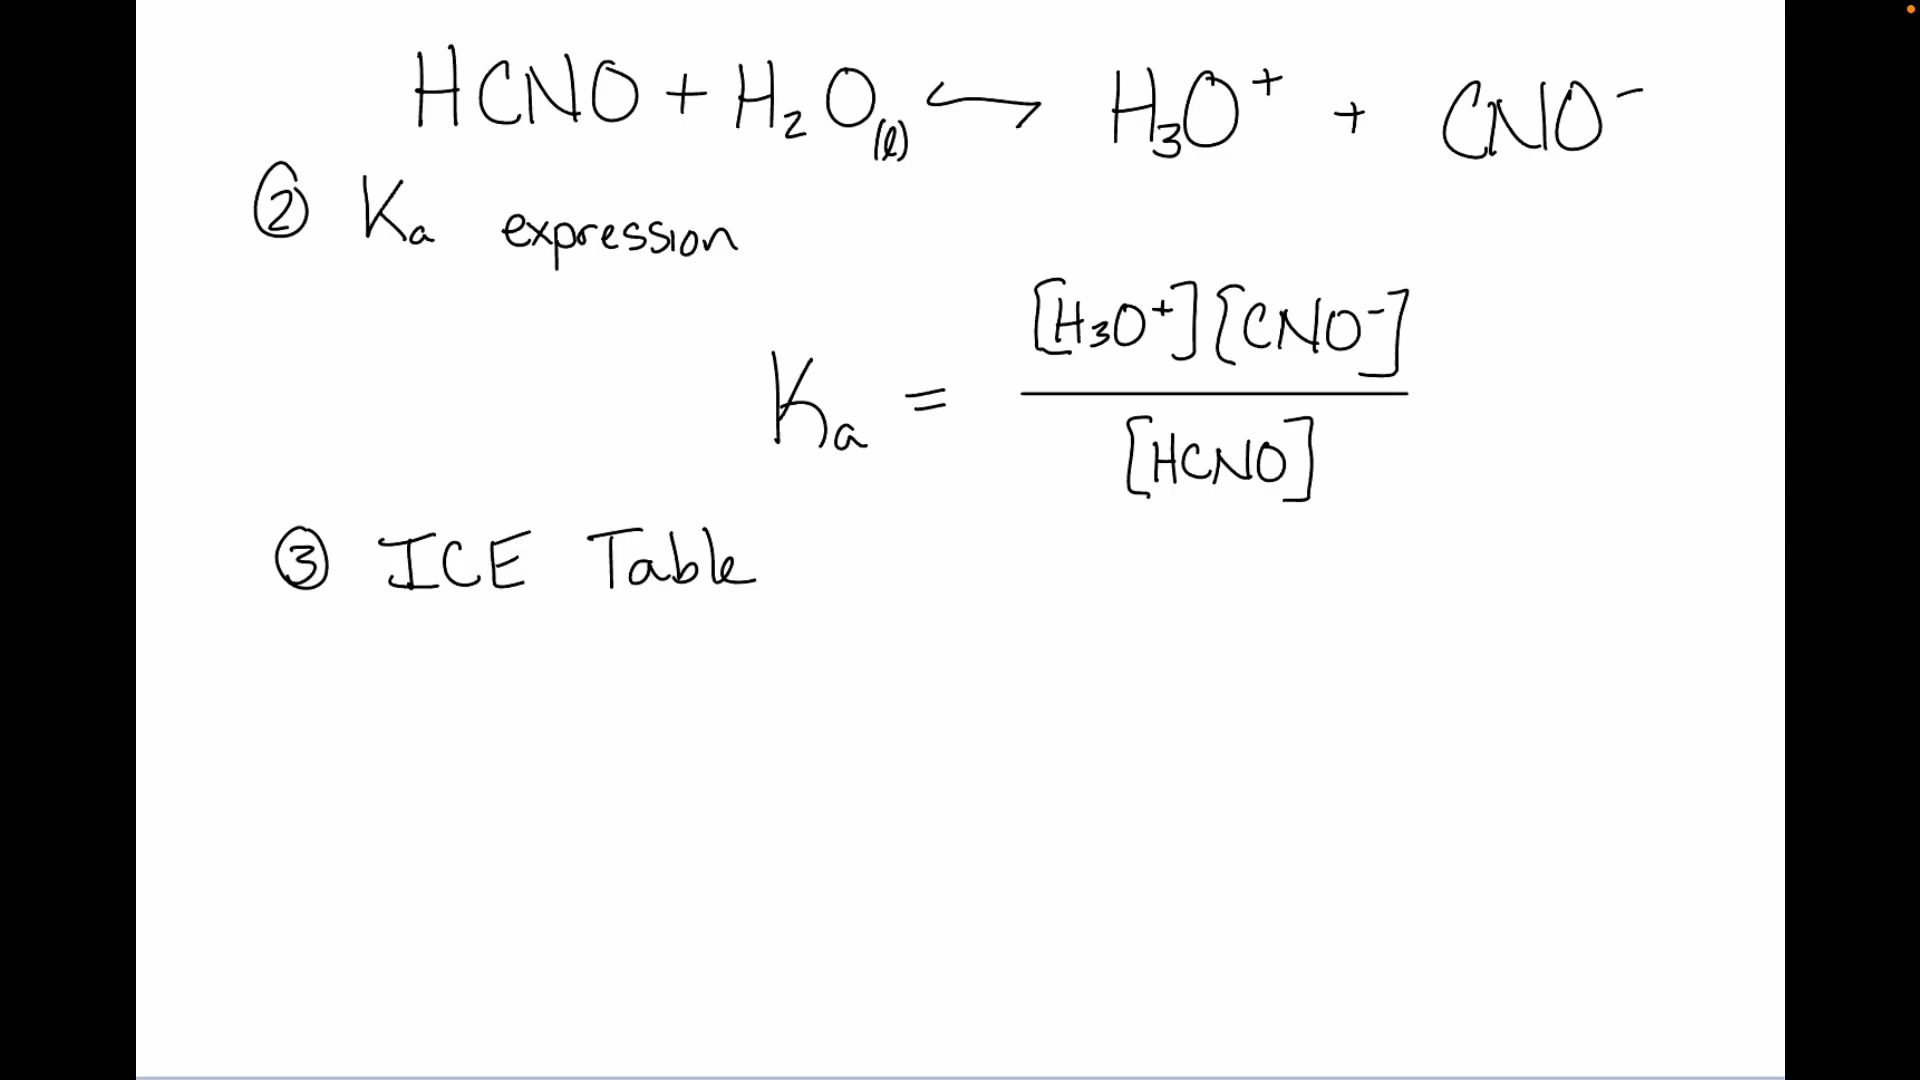 HCNO + H₂O(l) ⟷ H₃O⁺ + CNO⁻
② Ka expression
Ka = [H₃O⁺][CNO⁻] / [HCNO]
③ ICE Table